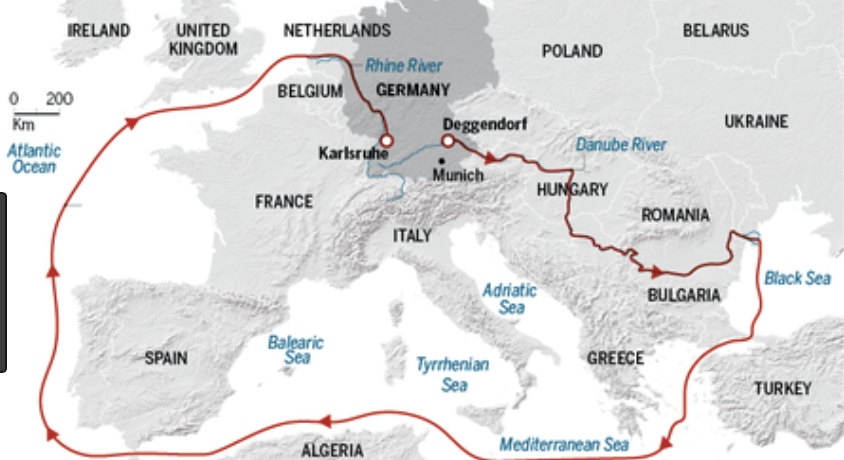 IRELAND
UNITED
KINGDOM
NETHERLANDS
BELARUS
POLAND
Rhine River
BELGIUM
GERMANY
0 200
Km
UKRAINE
Deggendorf
Atlantic
Ocean
Karlsruhe
Danube River
Munich
HUNGARY
FRANCE
ROMANIA
ITALY
Black Sea
Adriatic
Sea
BULGARIA
Balearic
Sea
SPAIN
Tyrrhenian
Sea
GREECE
TURKEY
Mediterranean Sea
ALGERIA